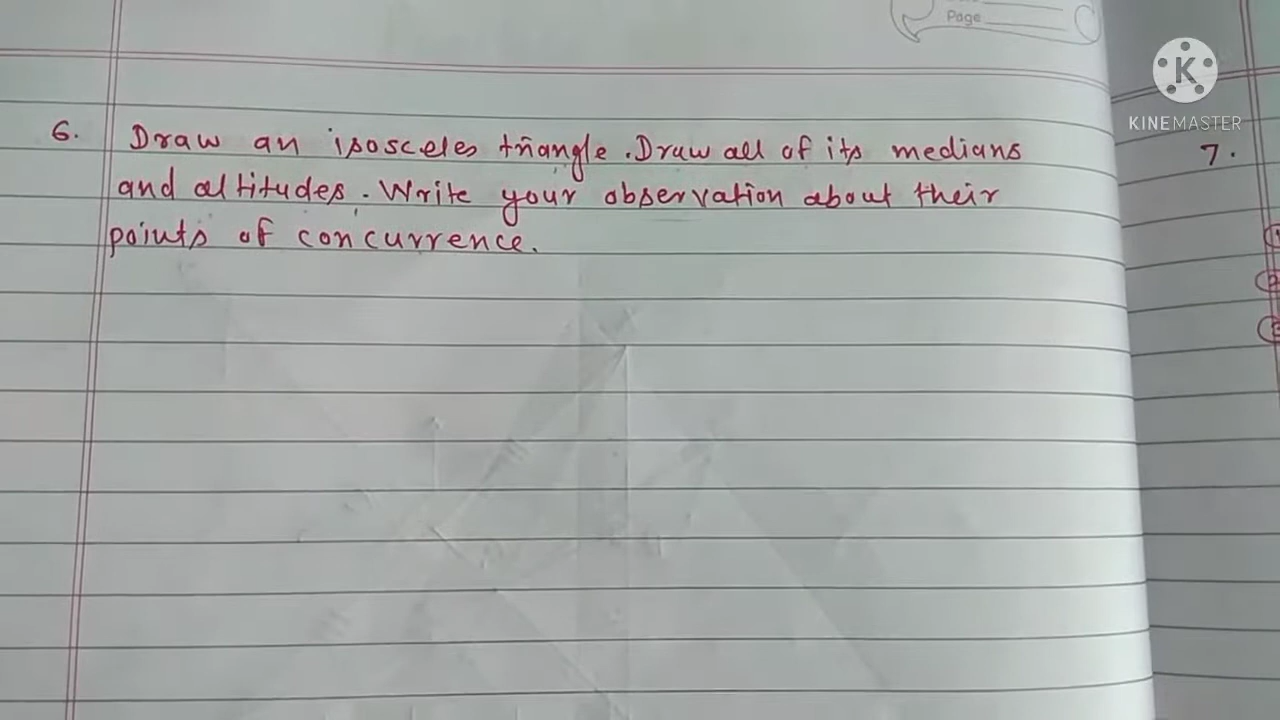 Page
KINEMASTER
6. Draw an isosceles triangle. Draw all of its medians
and altitudes. Write your observation about their
points of concurrence.
7.